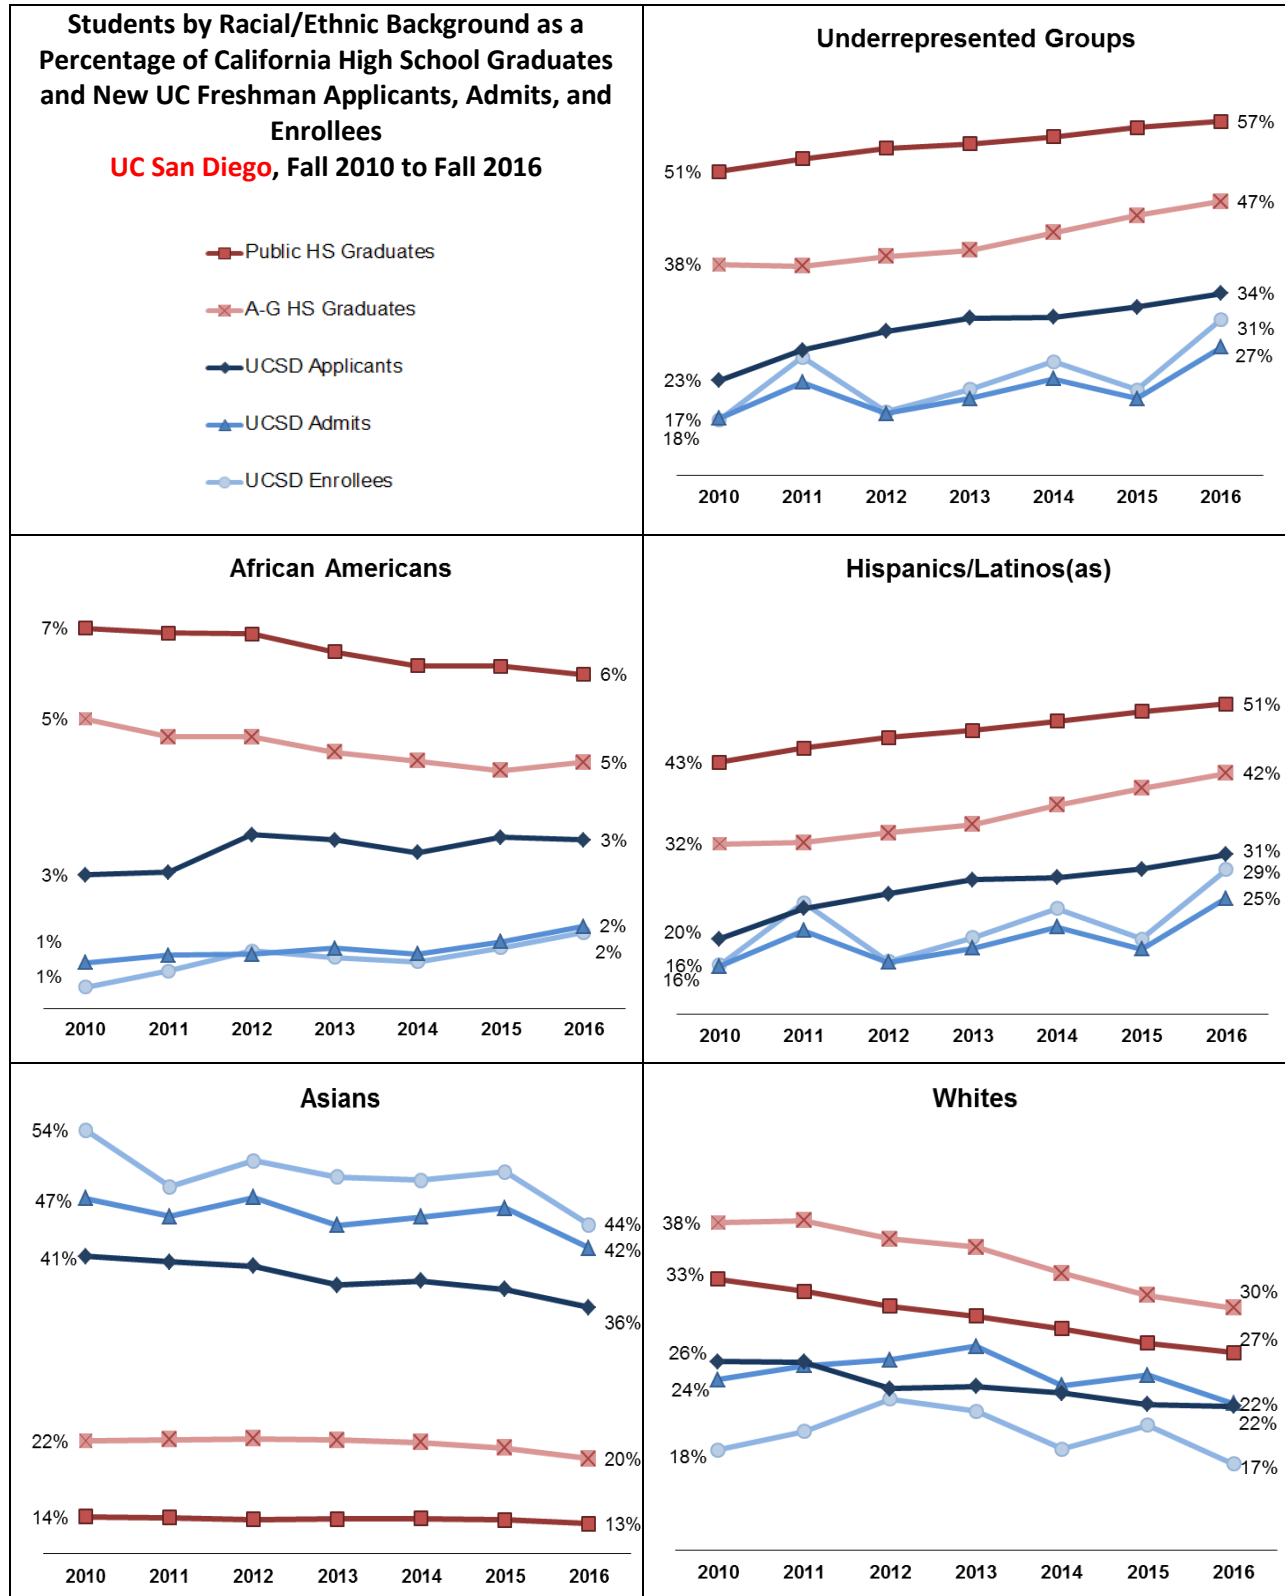 Students by Racial/Ethnic Background as a
Percentage of California High School Graduates
and New UC Freshman Applicants, Admits, and
Enrollees
UC San Diego, Fall 2010 to Fall 2016
Public HS Graduates
A-G HS Graduates
UCSD Applicants
UCSD Admits
UCSD Enrollees
Underrepresented Groups
57%
51%
47%
38%
34%
31%
27%
23%
17%
18%
2010 2011 2012 2013 2014 2015 2016
African Americans
7%
6%
5%
5%
3%
3%
1%
2%
2%
1%
2010 2011 2012 2013 2014 2015 2016
Hispanics/Latinos(as)
51%
43%
42%
32%
31%
29%
25%
20%
16%
16%
2010 2011 2012 2013 2014 2015 2016
Asians
54%
47%
44%
42%
41%
36%
22%
20%
14%
13%
2010 2011 2012 2013 2014 2015 2016
Whites
38%
33%
30%
27%
26%
24%
22%
22%
18%
17%
2010 2011 2012 2013 2014 2015 2016